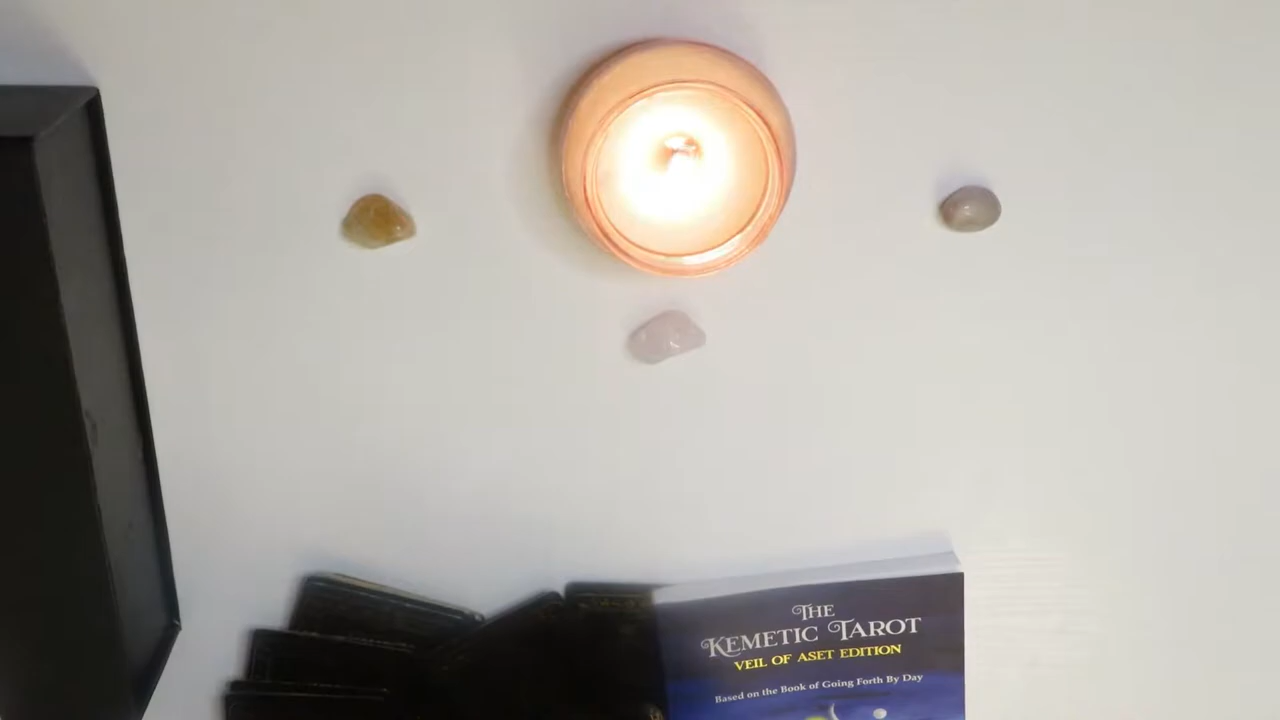 THE
KEMETIC TAROT
VEIL OF ASET EDITION
Based on the Book of Going Forth By Day